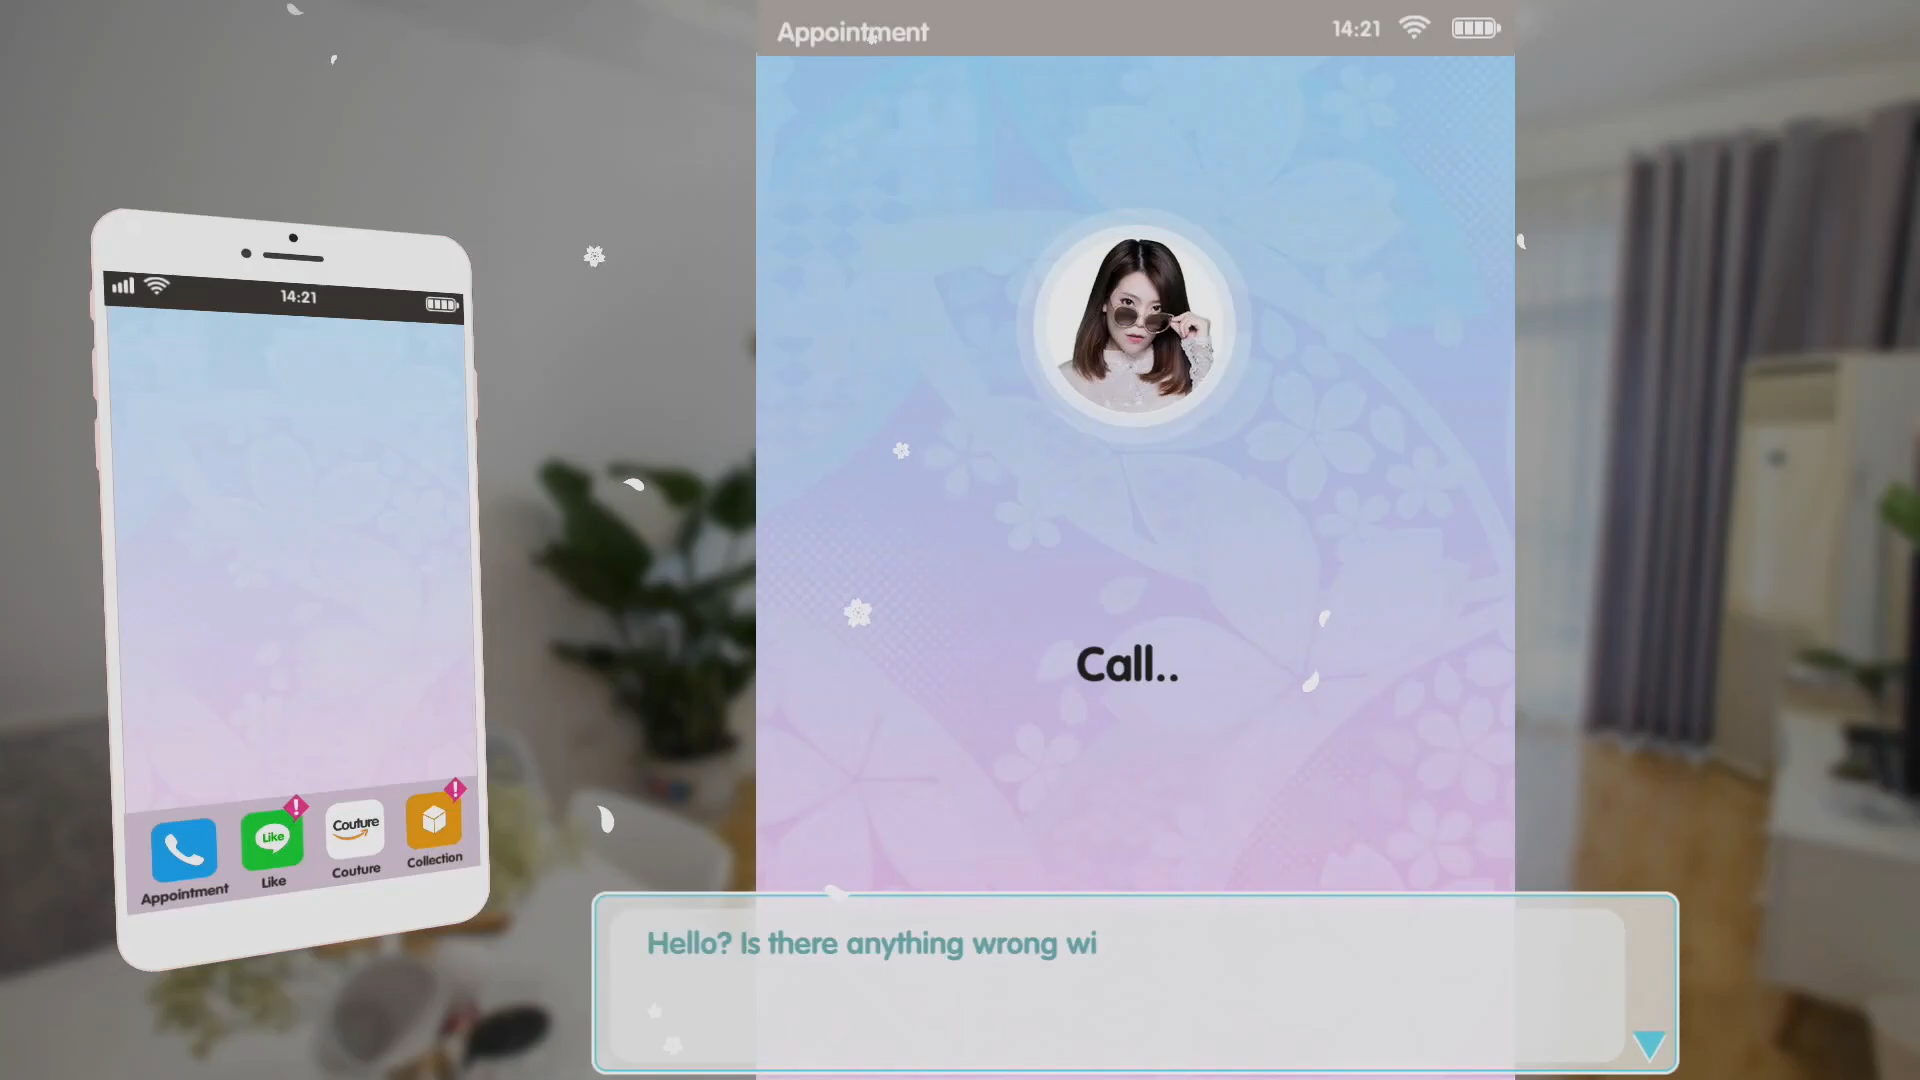 Appointment
14:21
14:21
Call..
Like
Couture
Appointment
Like
Couture
Collection
Hello? Is there anything wrong wi